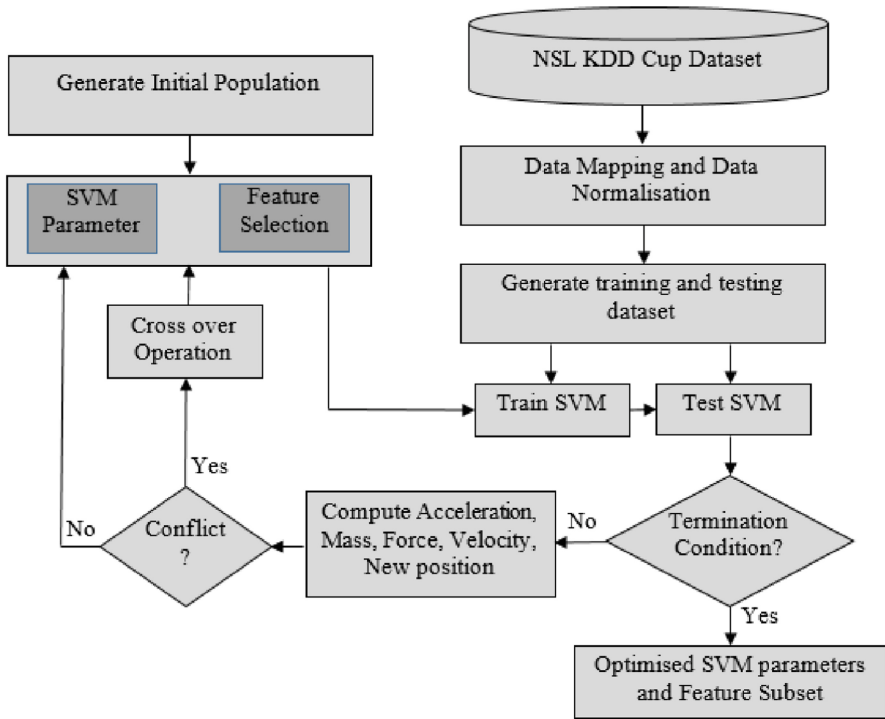 NSL KDD Cup Dataset
Generate Initial Population
Data Mapping and Data
Normalisation
SVM
Parameter
Feature
Selection
Generate training and testing
dataset
Cross over
Operation
Train SVM
Test SVM
Yes
No
Conflict
?
Compute Acceleration,
Mass, Force, Velocity,
New position
No
Termination
Condition?
Yes
Optimised SVM parameters
and Feature Subset